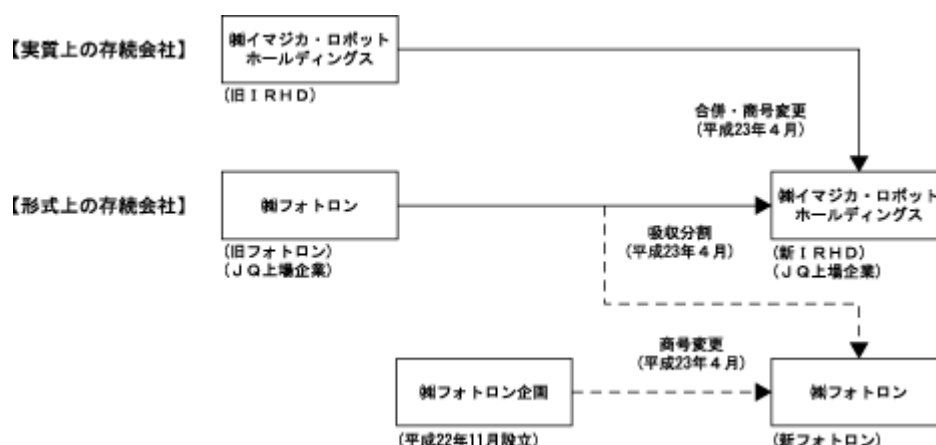 【実質上の存続会社】
㈱イマジカ・ロボット
ホールディングス
(旧ＩＲＨＤ)
合併・商号変更
(平成23年４月)
【形式上の存続会社】
㈱フォトロン
㈱イマジカ・ロボット
ホールディングス
(旧フォトロン)
(ＪＱ上場企業)
吸収分割
(平成23年４月)
(新ＩＲＨＤ)
(ＪＱ上場企業)
商号変更
(平成23年４月)
㈱フォトロン企画
㈱フォトロン
(平成22年11月設立)
(新フォトロン)